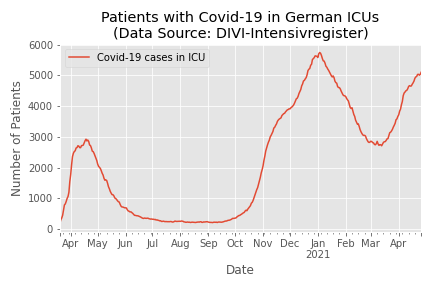 Patients with Covid-19 in German ICUs
(Data Source: DIVI-Intensivregister)
Covid-19 cases in ICU
Number of Patients
6000
5000
4000
3000
2000
1000
0
Apr May Jun Jul Aug Sep Oct Nov Dec Jan Feb Mar Apr
2021
Date